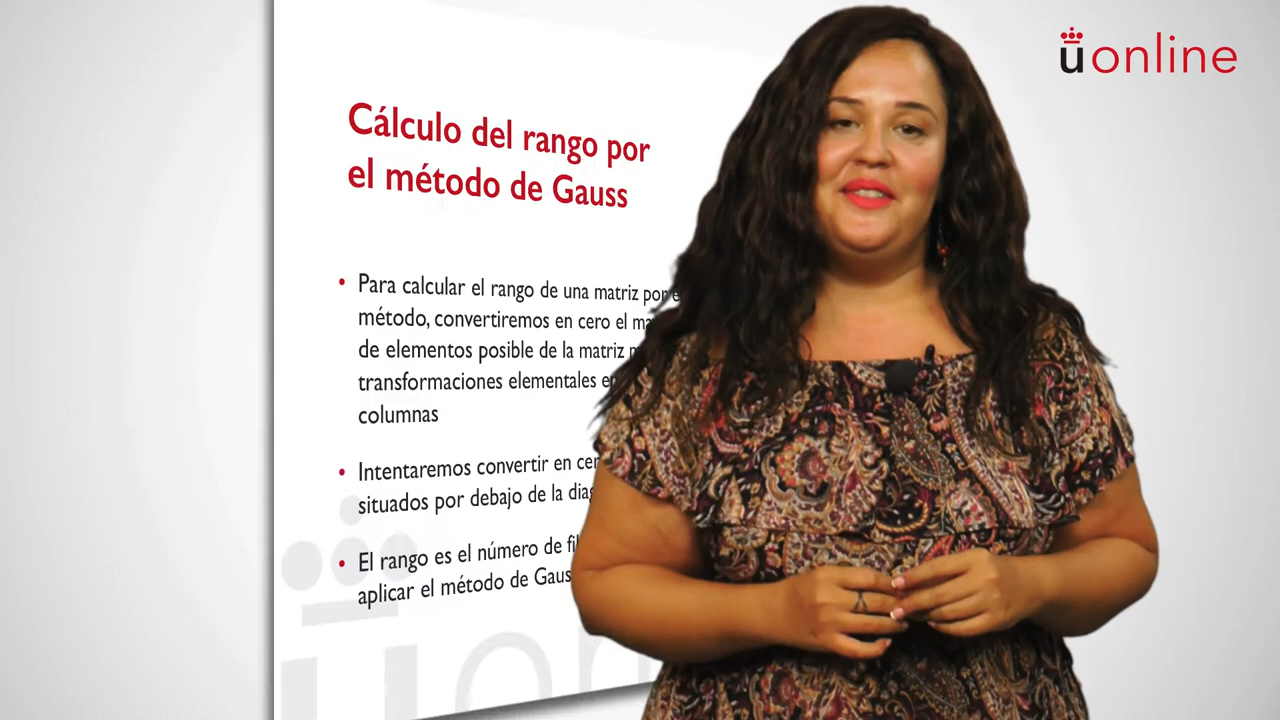 ü online
Cálculo del rango por
el método de Gauss
• Para calcular el rango de una matriz por
método, convertiremos en cero el
de elementos posible de la matriz
transformaciones elementales
columnas
• Intentaremos convertir en
situados por debajo de la
• El rango es el número de
aplicar el método de